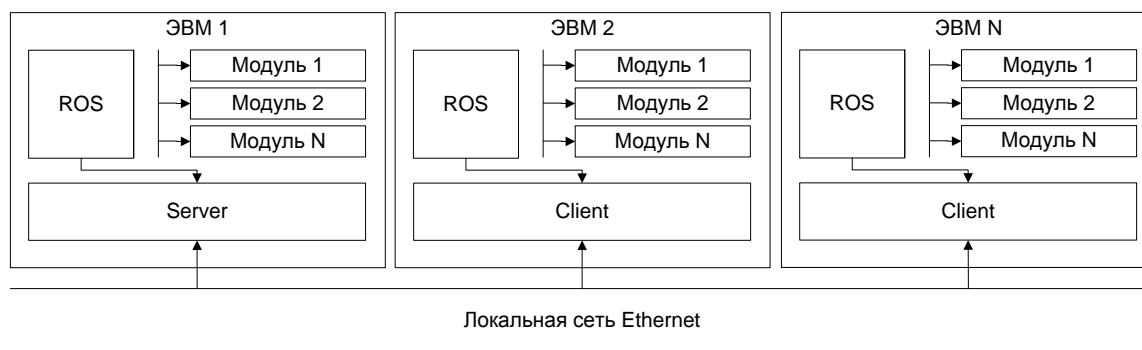 ЭВМ 1
ROS
Модуль 1
Модуль 2
Модуль N
Server
ЭВМ 2
ROS
Модуль 1
Модуль 2
Модуль N
Client
ЭВМ N
ROS
Модуль 1
Модуль 2
Модуль N
Client
Локальная сеть Ethernet